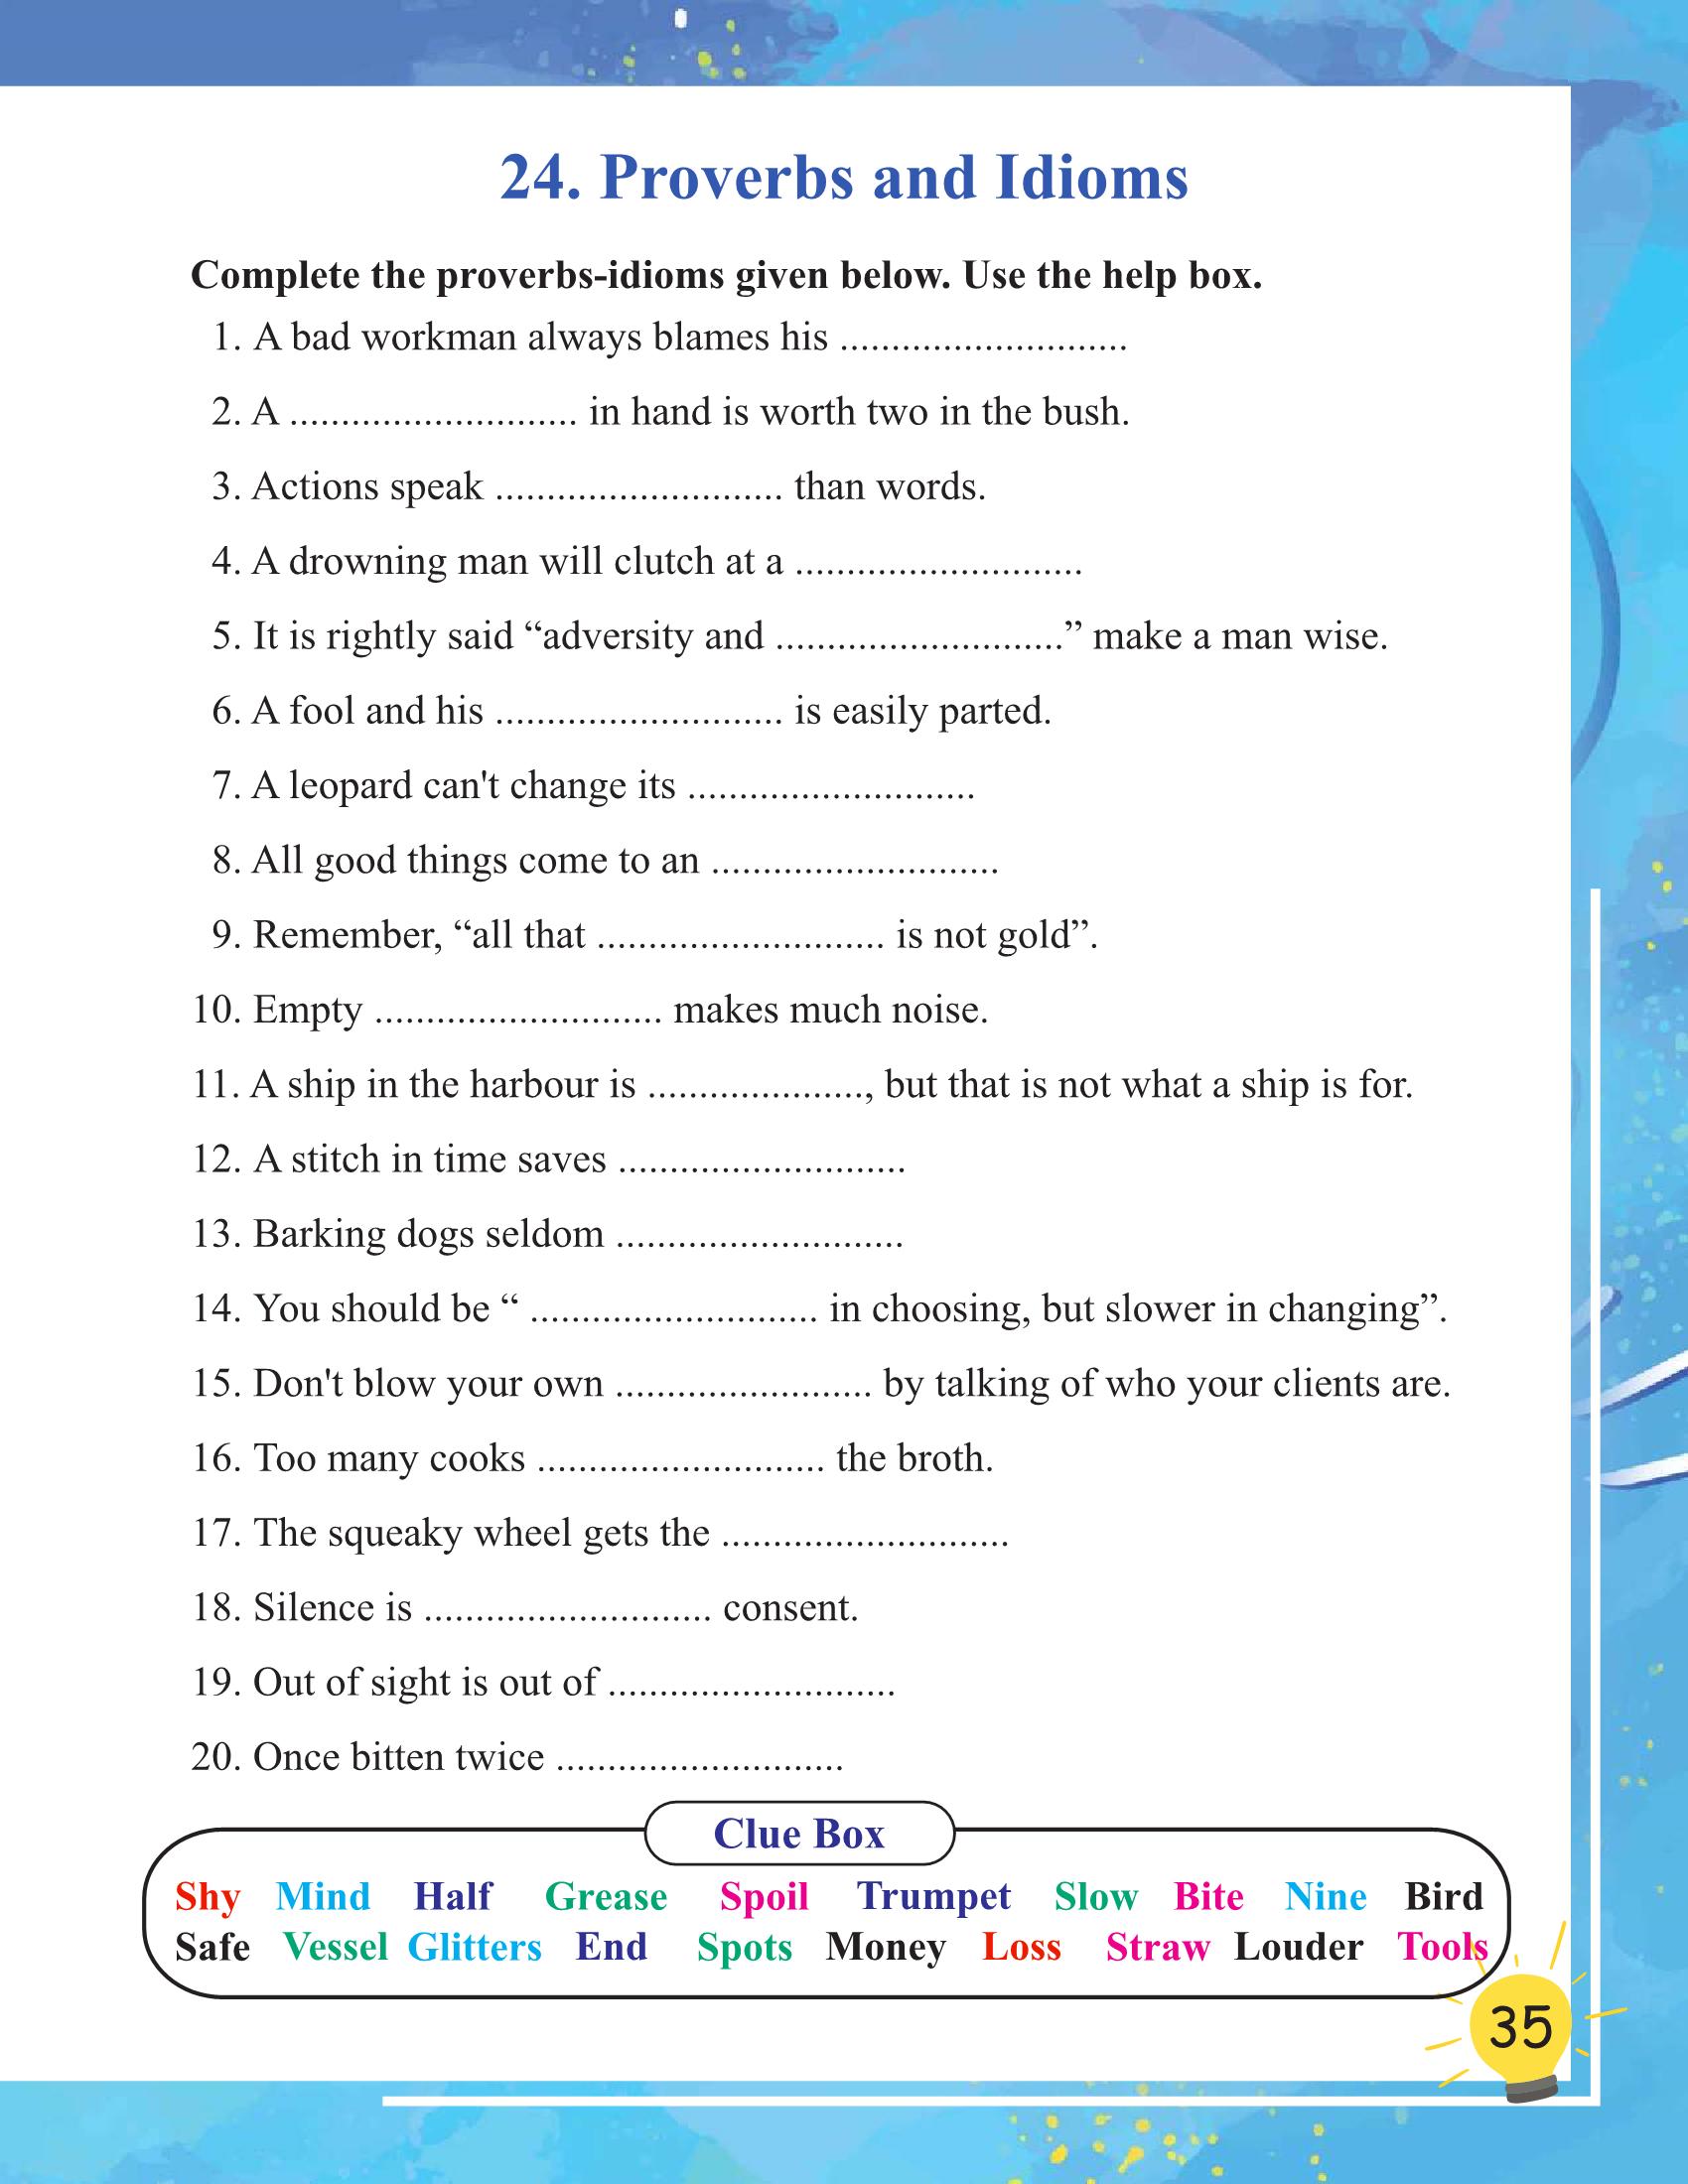 24. Proverbs and Idioms
Complete the proverbs-idioms given below. Use the help box.
1. A bad workman always blames his ............................
2. A ............................ in hand is worth two in the bush.
3. Actions speak ............................ than words.
4. A drowning man will clutch at a ............................
5. It is rightly said “adversity and ............................” make a man wise.
6. A fool and his ............................ is easily parted.
7. A leopard can't change its ............................
8. All good things come to an ............................
9. Remember, “all that ............................ is not gold”.
10. Empty ............................ makes much noise.
11. A ship in the harbour is ....................., but that is not what a ship is for.
12. A stitch in time saves ............................
13. Barking dogs seldom ............................
14. You should be “ ............................ in choosing, but slower in changing”.
15. Don't blow your own ......................... by talking of who your clients are.
16. Too many cooks ............................ the broth.
17. The squeaky wheel gets the ............................
18. Silence is ............................ consent.
19. Out of sight is out of ............................
20. Once bitten twice ............................
Clue Box
Shy Mind Half Grease Spoil Trumpet Slow Bite Nine Bird
Safe Vessel Glitters End Spots Money Loss Straw Louder Tools
35